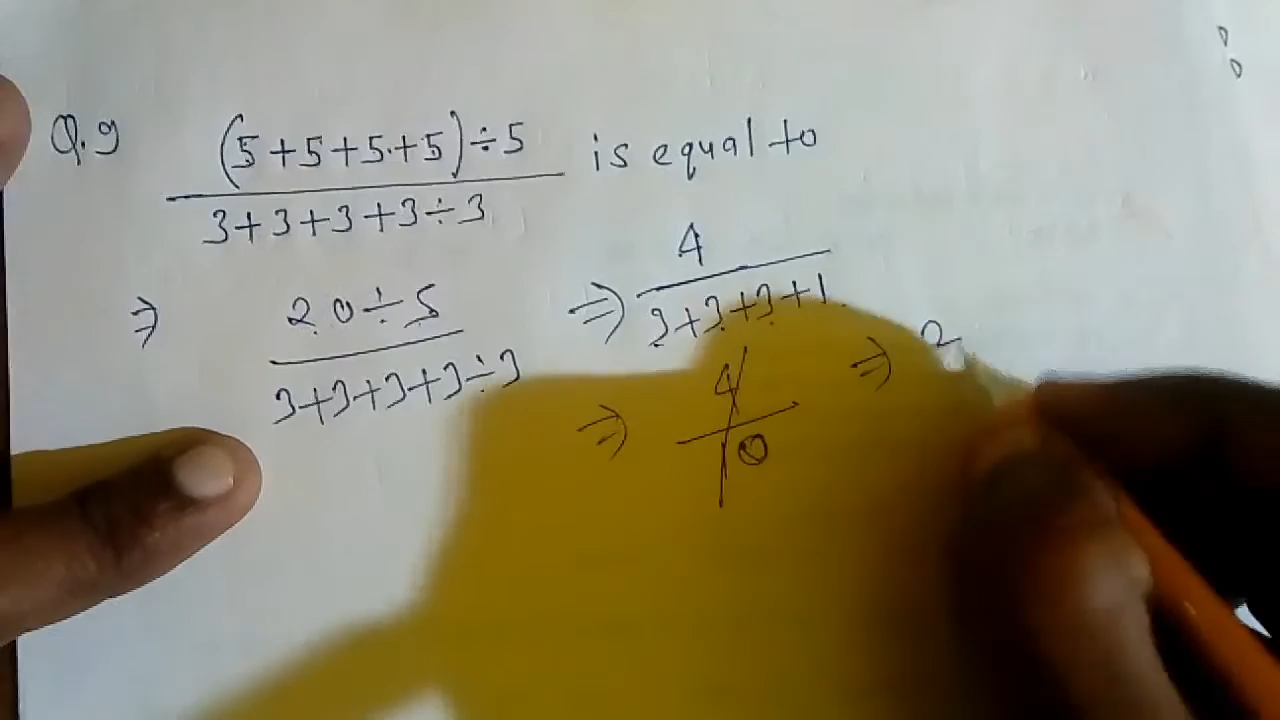 Q.9 (5+5+5+5)÷5 is equal to
3+3+3+3÷3
⇒ 20÷5 ⇒ 4
3+3+3+3÷3 3+3+3+1
⇒ 4 ⇒ 2
10